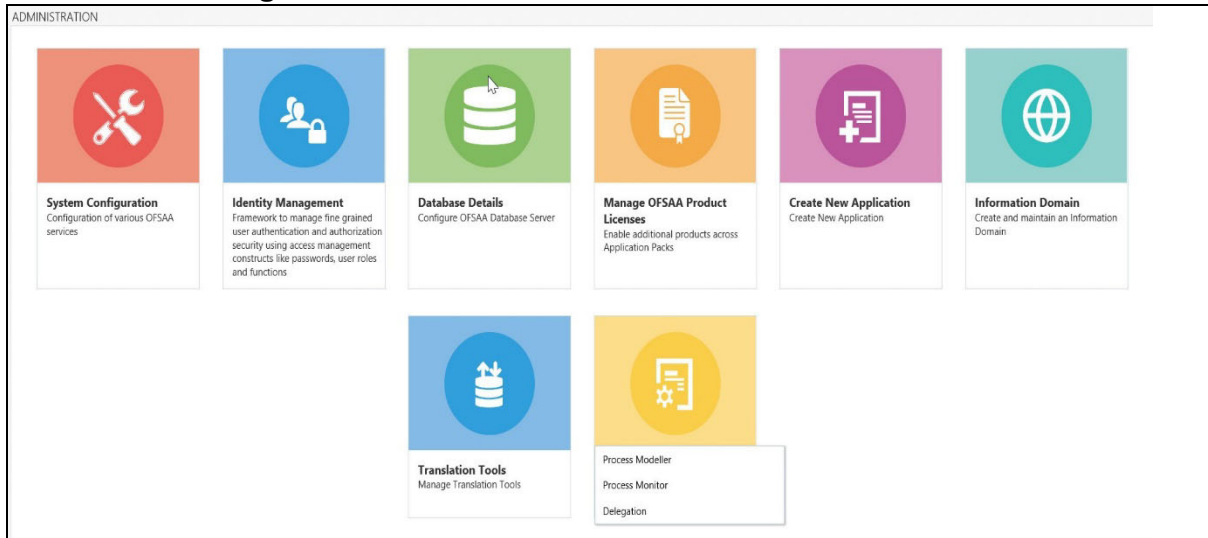 ADMINISTRATION
System Configuration
Configuration of various OFSAA
services
Identity Management
Framework to manage fine grained
user authentication and authorization
security using access management
constructs like passwords, user roles
and functions
Database Details
Configure OFSAA Database Server
Manage OFSAA Product
Licenses
Enable additional products across
Application Packs
Create New Application
Create New Application
Information Domain
Create and maintain an Information
Domain
Translation Tools
Manage Translation Tools
Process Modeller
Process Monitor
Delegation